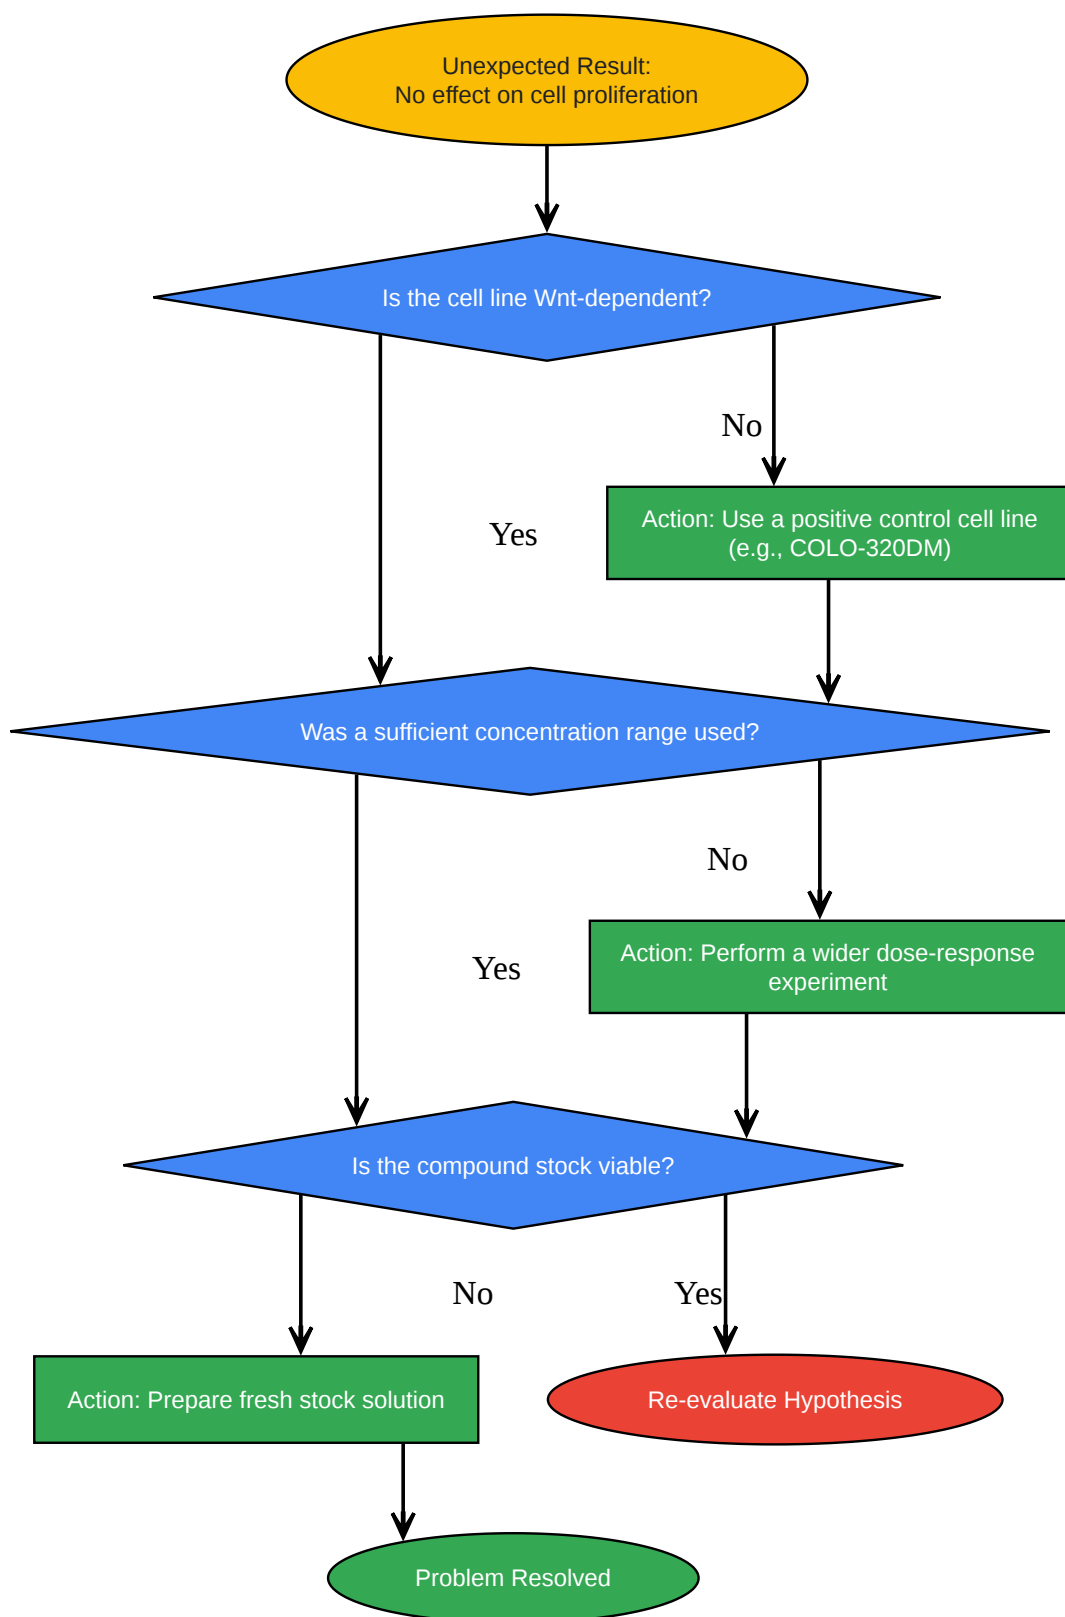 Unexpected Result:
No effect on cell proliferation
Is the cell line Wnt-dependent?
No
Action: Use a positive control cell line
(e.g., COLO-320DM)
Yes
Was a sufficient concentration range used?
No
Action: Perform a wider dose-response
experiment
Yes
Is the compound stock viable?
No
Yes
Action: Prepare fresh stock solution
Re-evaluate Hypothesis
Problem Resolved